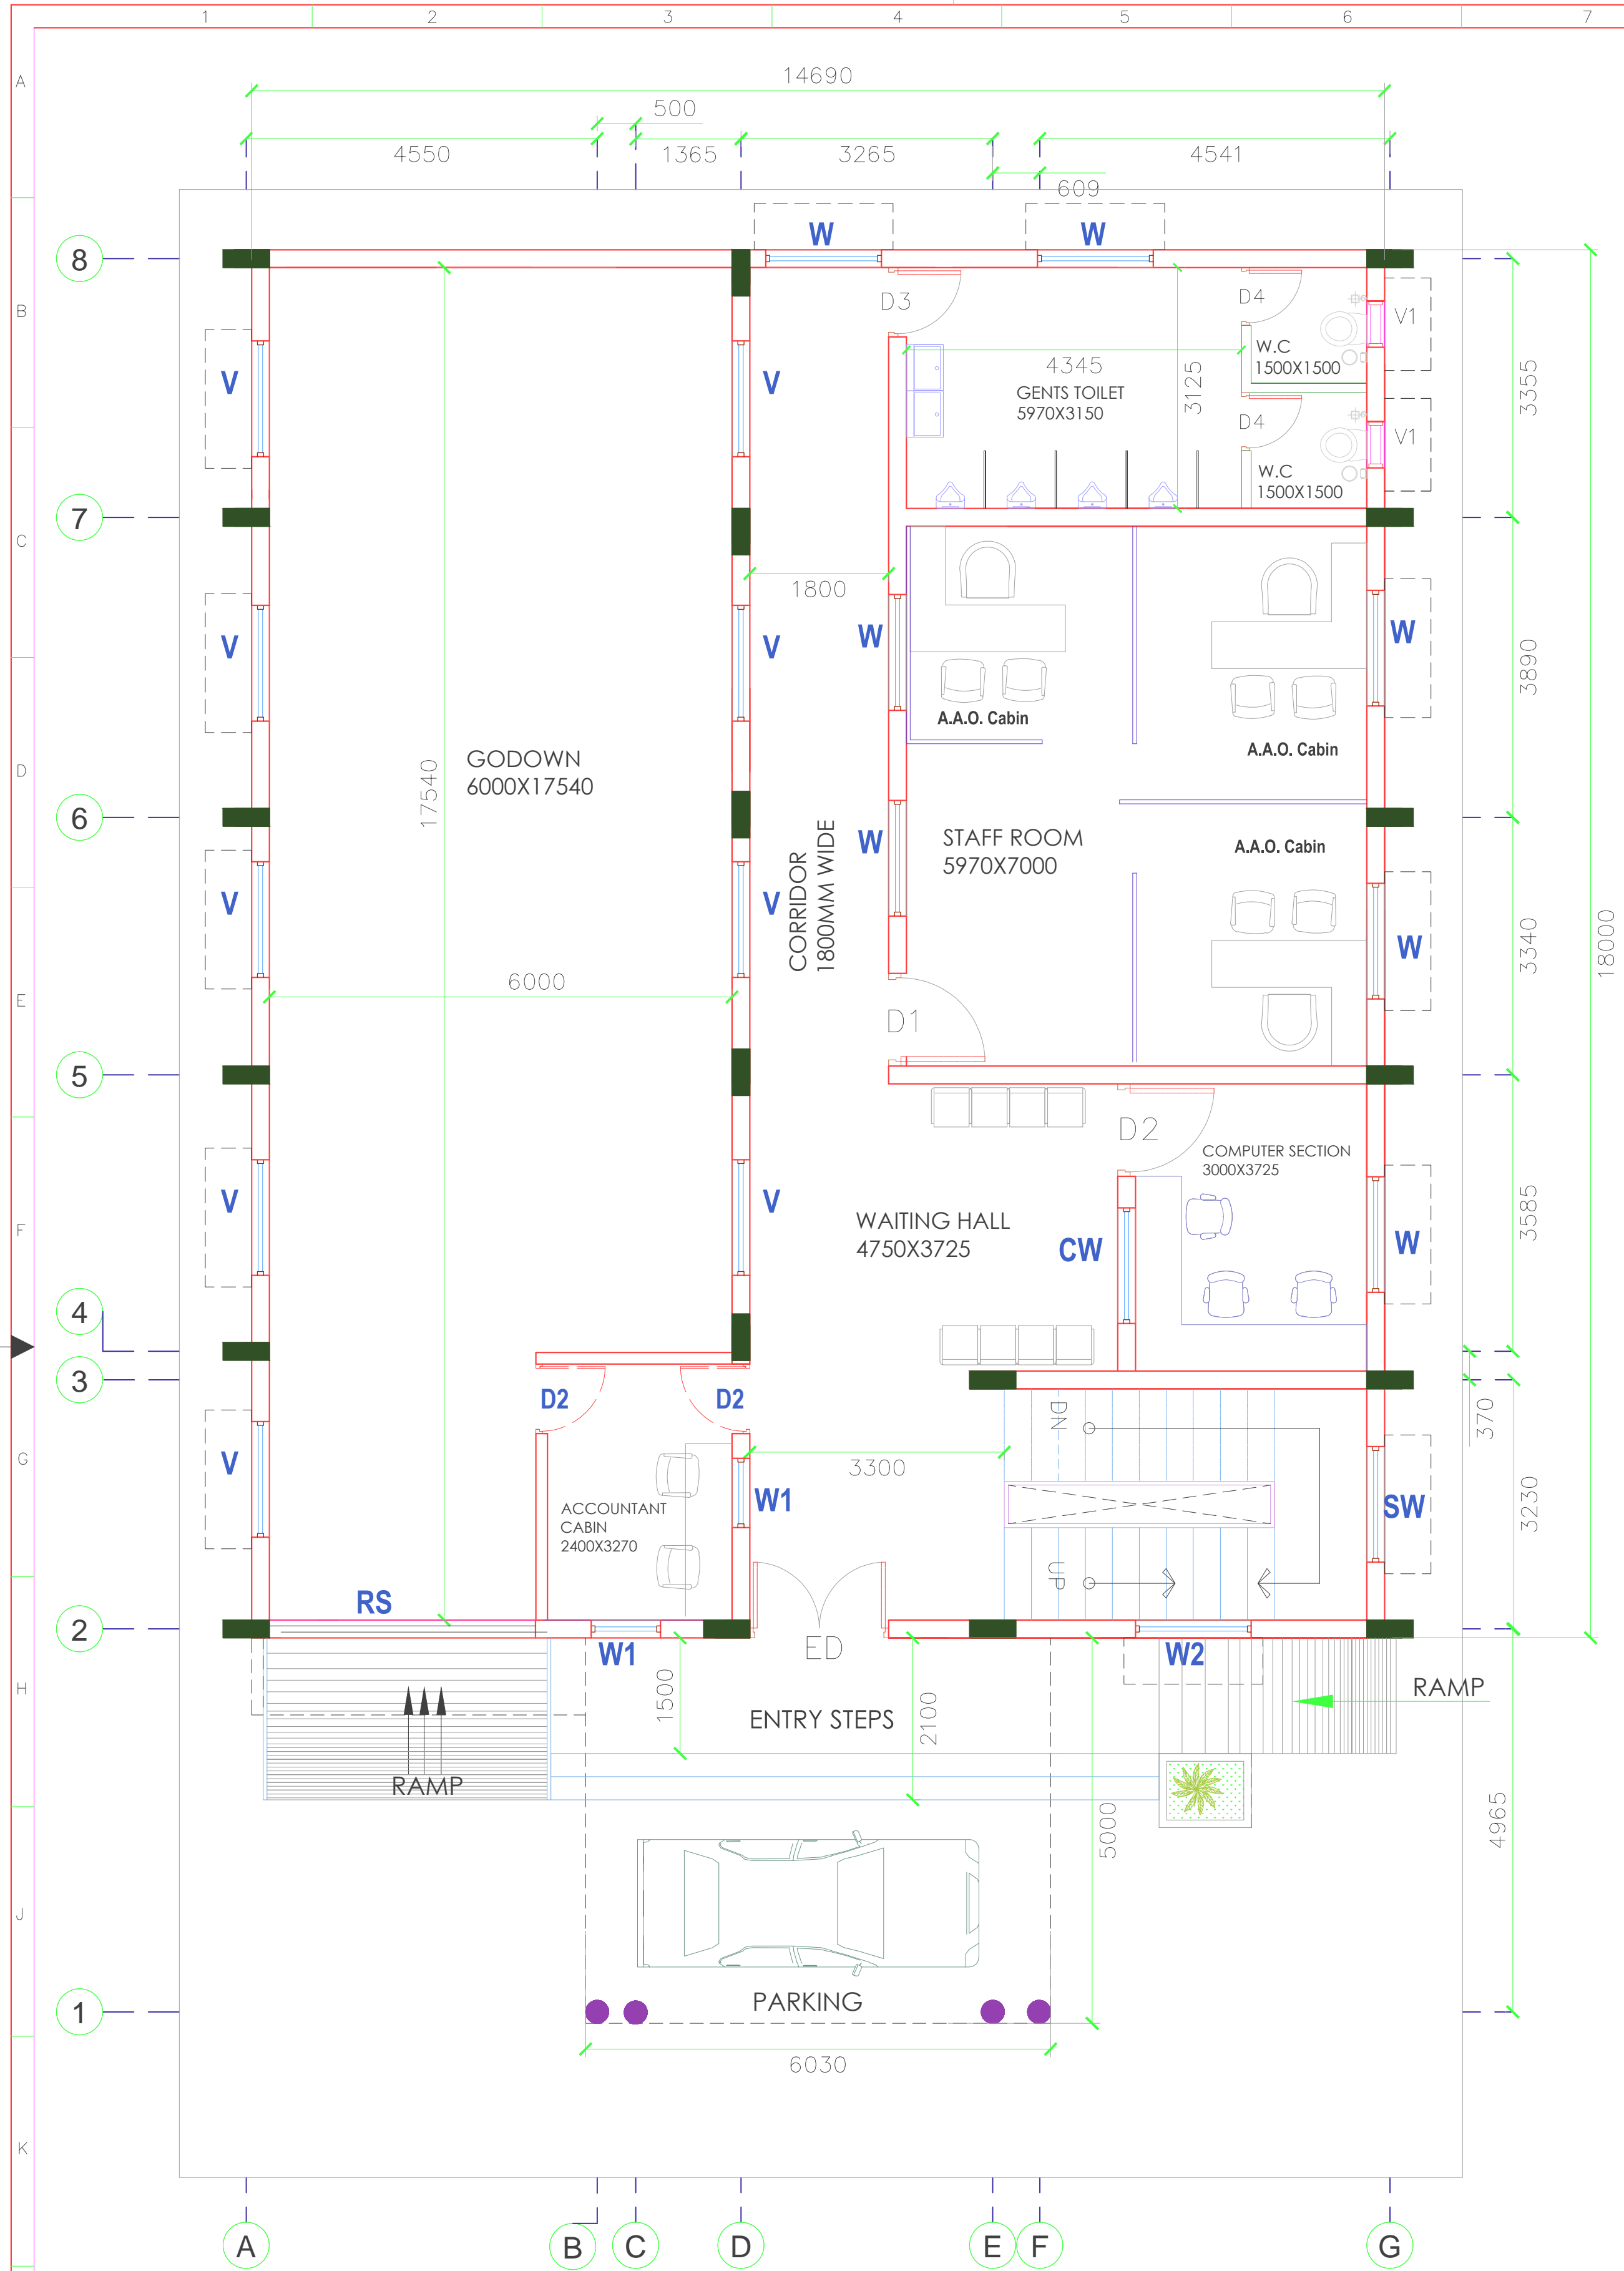 1 2 3 4 5 6 7
A
14690
500
4550 1365 3265 4541
609
W W
8
B
D3 D4 V1
W.C
1500X1500
V V
4345
GENTS TOILET
5970X3150
3125
3355
D4 V1
W.C
1500X1500
7
C
1800
V V W W
3890
A.A.O. Cabin
A.A.O. Cabin
D
GODOWN
6000X17540
17540
6
CORRIDOR
1800MM WIDE
W
STAFF ROOM
5970X7000
A.A.O. Cabin
V V
W
3340
18000
6000
E
D1
5
D2
COMPUTER SECTION
3000X3725
V V
F
WAITING HALL
4750X3725
CW
W
3585
4
3
D2 D2
DN
370
G
V
3300
ACCOUNTANT
CABIN
2400X3270
W1
SW
3230
UP
RS
2
W1
ED
W2
H
1500
2100
ENTRY STEPS
RAMP
RAMP
5000
4965
J
1
PARKING
6030
K
A B C D E F G